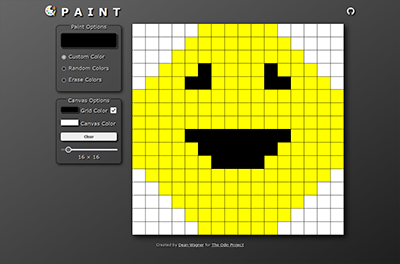 PAINT
Paint Options
Custom Color
Random Colors
Erase Colors
Canvas Options
Grid Color
Canvas Color
Clear
16 × 16
Created by Dean Wagner for The Odin Project